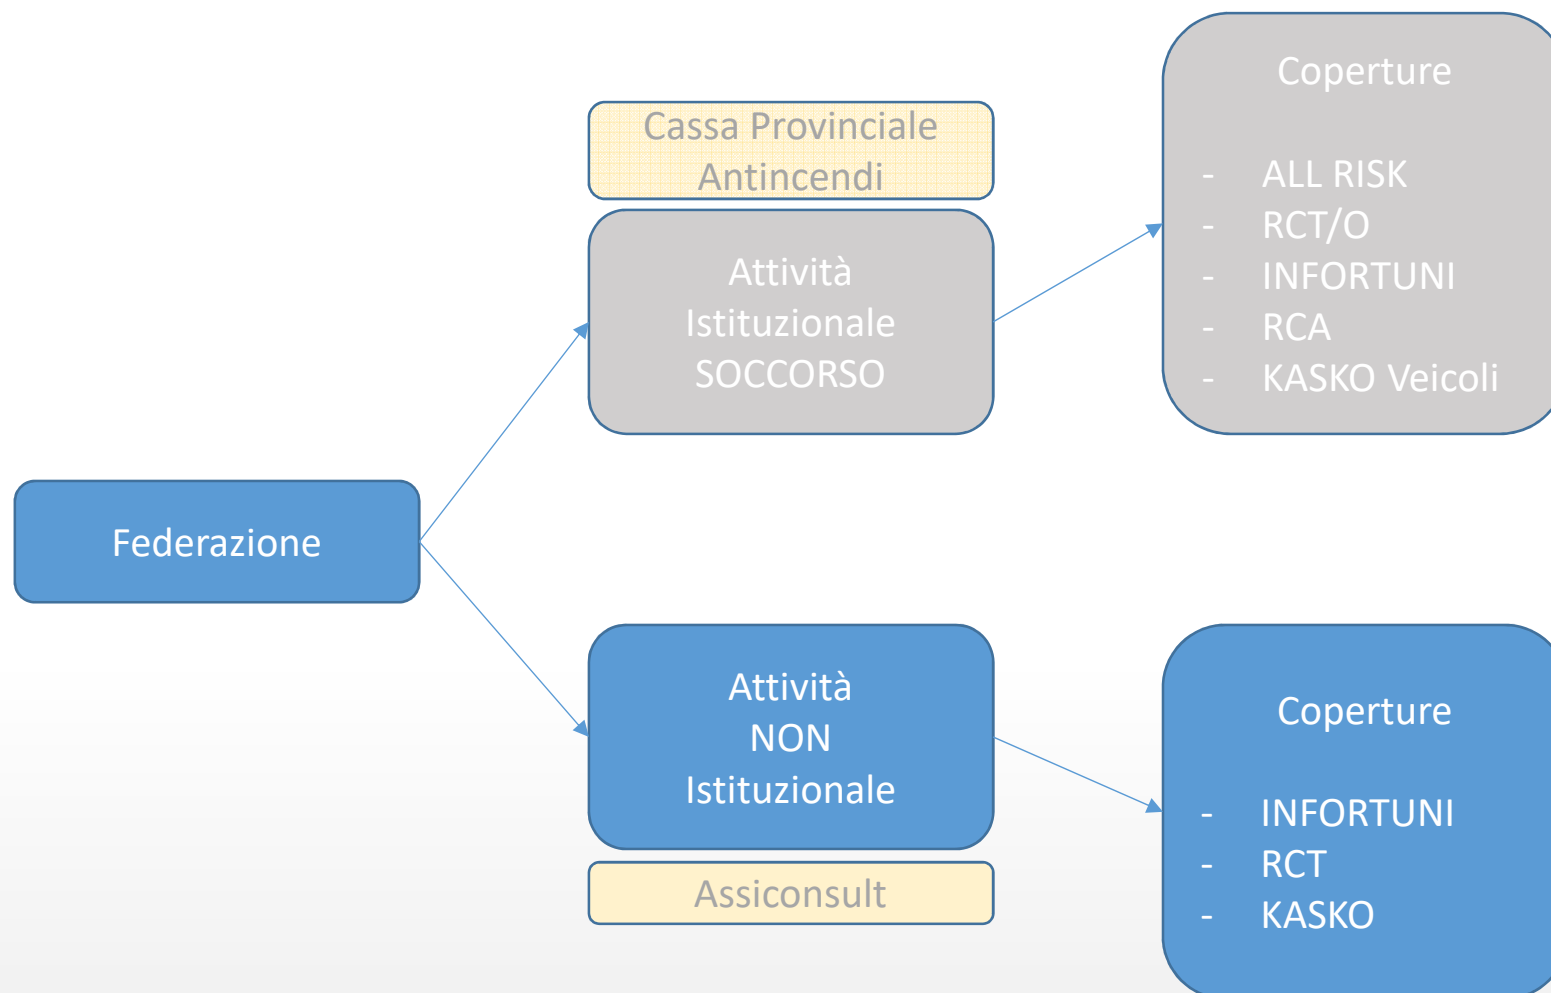 Cassa Provinciale
Antincendi
Attività
Istituzionale
SOCCORSO
Coperture
- ALL RISK
- RCT/O
- INFORTUNI
- RCA
- KASKO Veicoli
Federazione
Attività
NON
Istituzionale
Assiconsult
Coperture
- INFORTUNI
- RCT
- KASKO